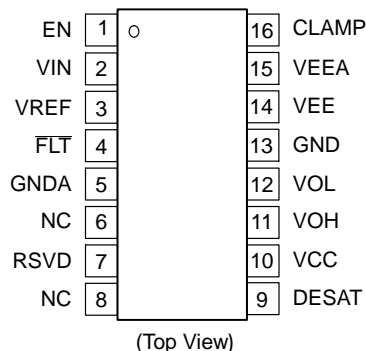 EN 1 16 CLAMP
VIN 2 15 VEEA
VREF 3 14 VEE
FLT 4 13 GND
GNDA 5 12 VOL
NC 6 11 VOH
RSVD 7 10 VCC
NC 8 9 DESAT
(Top View)